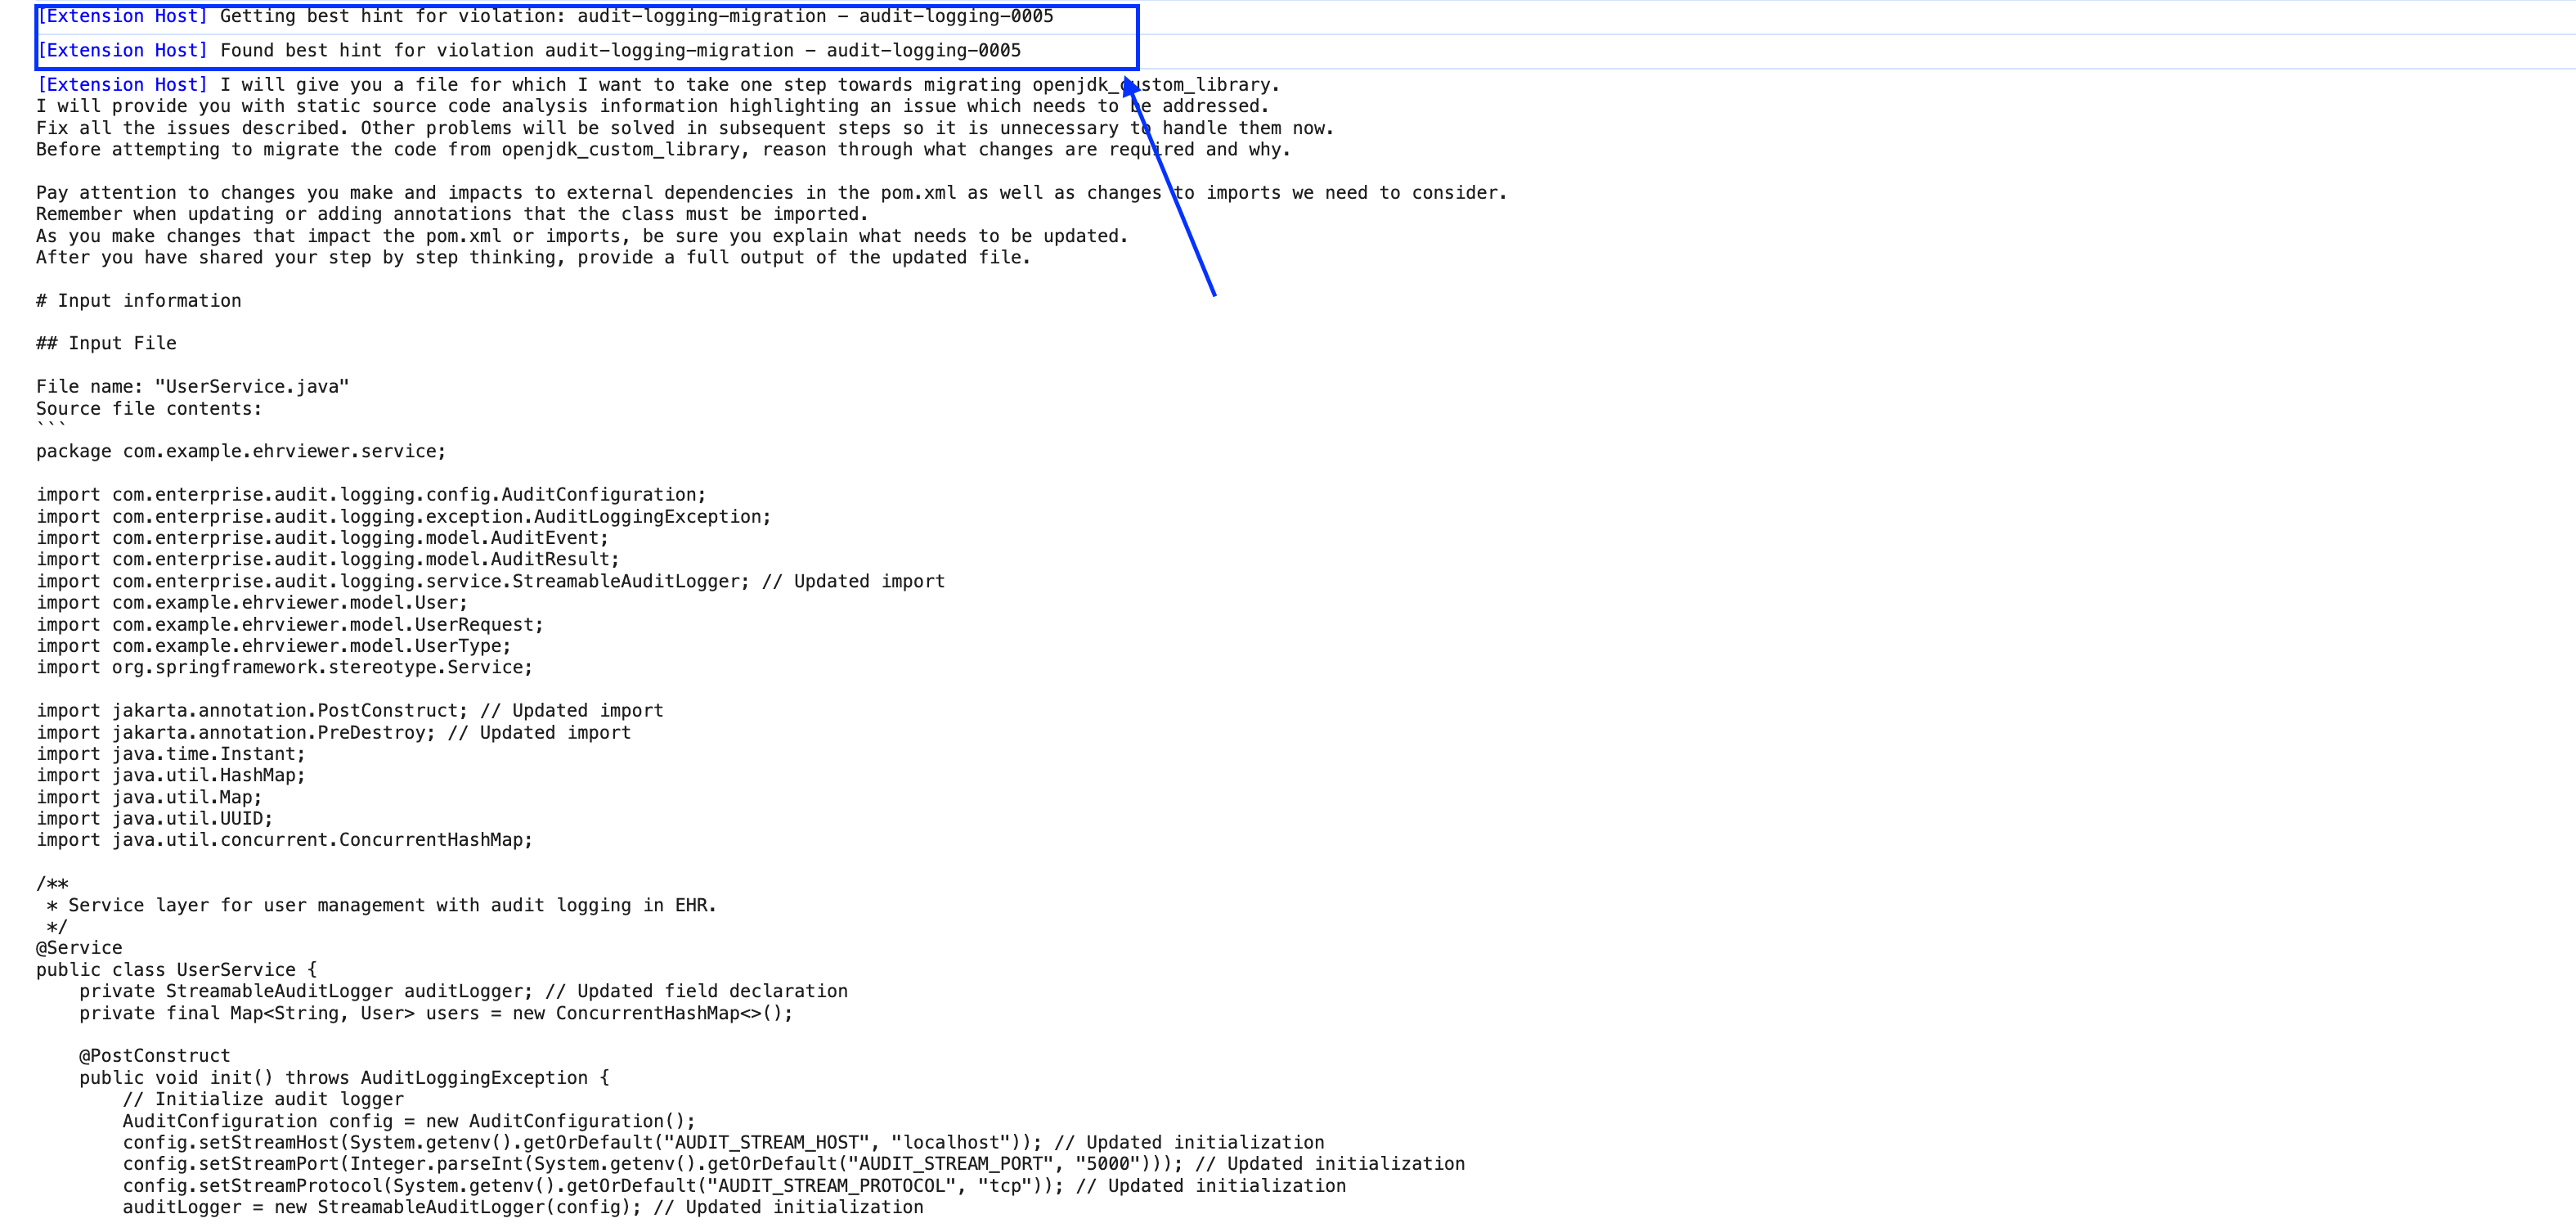 [Extension Host] Getting best hint for violation: audit-logging-migration - audit-logging-0005
[Extension Host] Found best hint for violation audit-logging-migration - audit-logging-0005
[Extension Host] I will give you a file for which I want to take one step towards migrating openjdk_custom_library.
I will provide you with static source code analysis information highlighting an issue which needs to be addressed.
Fix all the issues described. Other problems will be solved in subsequent steps so it is unnecessary to handle them now.
Before attempting to migrate the code from openjdk_custom_library, reason through what changes are required and why.

Pay attention to changes you make and impacts to external dependencies in the pom.xml as well as changes to imports we need to consider.
Remember when updating or adding annotations that the class must be imported.
As you make changes that impact the pom.xml or imports, be sure you explain what needs to be updated.
After you have shared your step by step thinking, provide a full output of the updated file.

# Input information

## Input File

File name: "UserService.java"
Source file contents:
```
package com.example.ehrviewer.service;

import com.enterprise.audit.logging.config.AuditConfiguration;
import com.enterprise.audit.logging.exception.AuditLoggingException;
import com.enterprise.audit.logging.model.AuditEvent;
import com.enterprise.audit.logging.model.AuditResult;
import com.enterprise.audit.logging.service.StreamableAuditLogger; // Updated import
import com.example.ehrviewer.model.User;
import com.example.ehrviewer.model.UserRequest;
import com.example.ehrviewer.model.UserType;
import org.springframework.stereotype.Service;

import jakarta.annotation.PostConstruct; // Updated import
import jakarta.annotation.PreDestroy; // Updated import
import java.time.Instant;
import java.util.HashMap;
import java.util.Map;
import java.util.UUID;
import java.util.concurrent.ConcurrentHashMap;

/**
 * Service layer for user management with audit logging in EHR.
 */
@Service
public class UserService {
    private StreamableAuditLogger auditLogger; // Updated field declaration
    private final Map<String, User> users = new ConcurrentHashMap<>();

    @PostConstruct
    public void init() throws AuditLoggingException {
        // Initialize audit logger
        AuditConfiguration config = new AuditConfiguration();
        config.setStreamHost(System.getenv().getOrDefault("AUDIT_STREAM_HOST", "localhost")); // Updated initialization
        config.setStreamPort(Integer.parseInt(System.getenv().getOrDefault("AUDIT_STREAM_PORT", "5000"))); // Updated initialization
        config.setStreamProtocol(System.getenv().getOrDefault("AUDIT_STREAM_PROTOCOL", "tcp")); // Updated initialization
        auditLogger = new StreamableAuditLogger(config); // Updated initialization